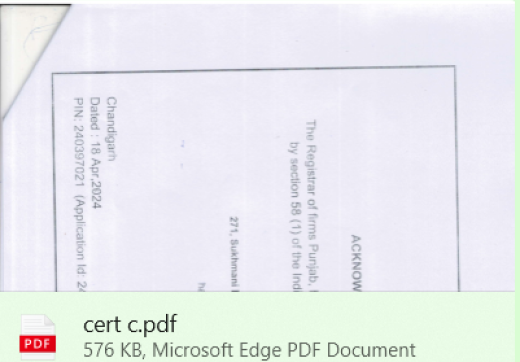 ACKNOW
The Registrar of firms Punjab,
by section 58 (1) of the Indi
271, Sukhmani
Chandigarh
Dated : 18 Apr,2024
PIN: 240397021 (Application Id: 24
cert c.pdf
PDF
576 KB, Microsoft Edge PDF Document